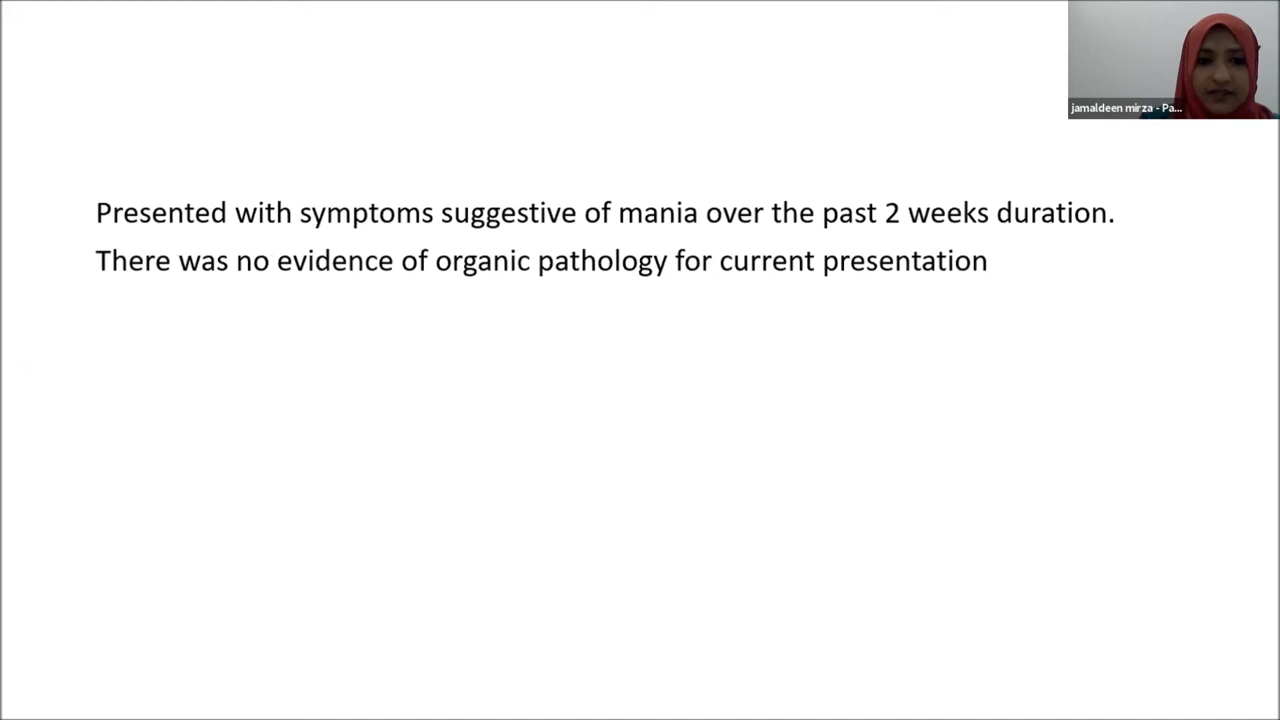 jamaldeen mirza - Pa...
Presented with symptoms suggestive of mania over the past 2 weeks duration.
There was no evidence of organic pathology for current presentation